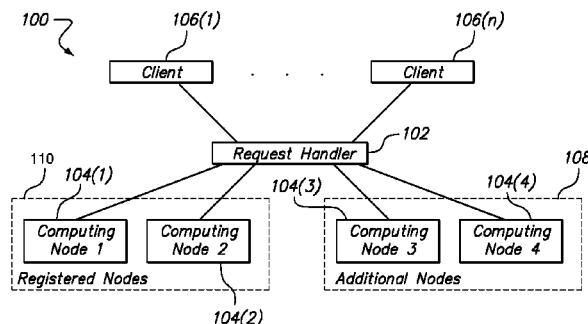 100
106(1)
106(n)
Client
. . .
Client
102
Request Handler
110
108
104(1)
104(3)
104(4)
Computing Node 1
Computing Node 2
Computing Node 3
Computing Node 4
Registered Nodes
Additional Nodes
104(2)